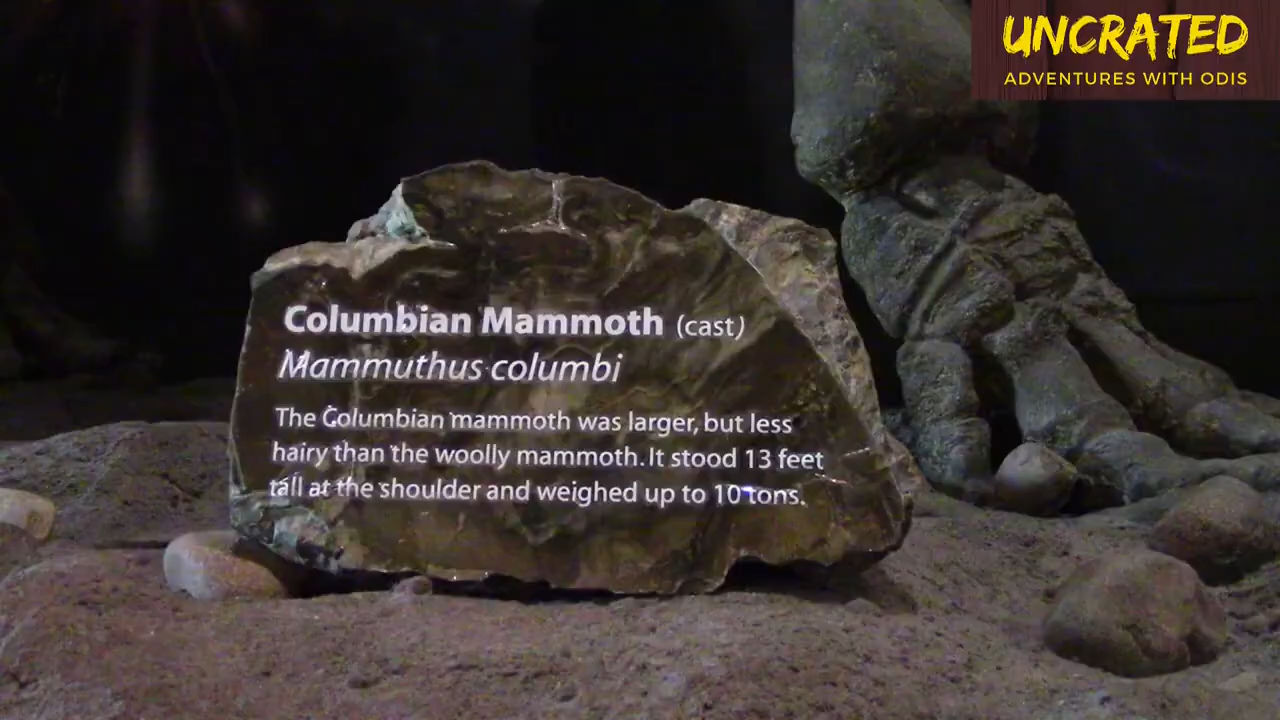 UNCRATED
ADVENTURES WITH ODIS
Columbian Mammoth (cast)
Mammuthus columbi
The Columbian mammoth was larger, but less
hairy than the woolly mammoth. It stood 13 feet
tall at the shoulder and weighed up to 10 tons.